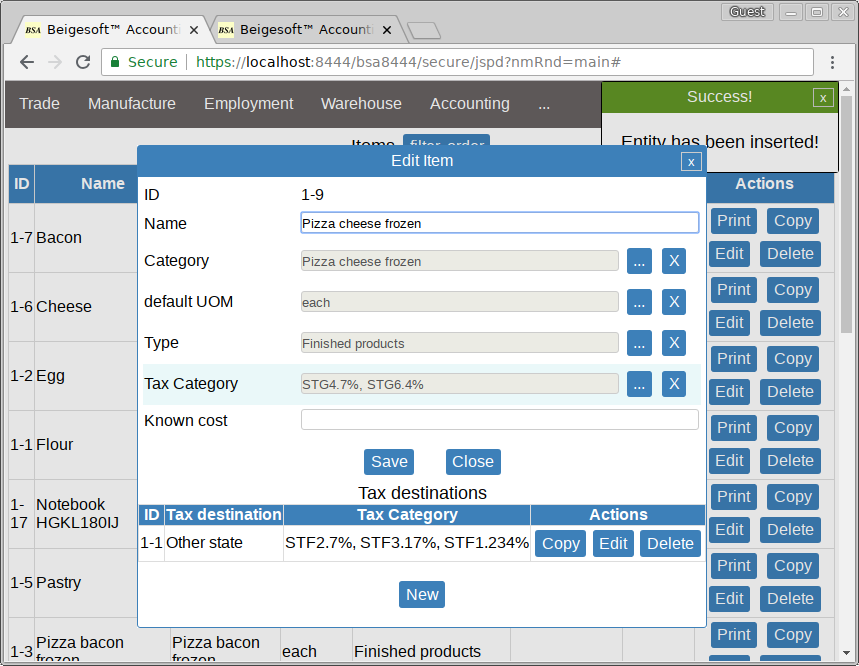 Guest
BSA Beigesoft™ Accounti
BSA Beigesoft™ Accounti
Secure https://localhost:8444/bsa8444/secure/jspd?nmRnd=main#
Trade Manufacture Employment Warehouse Accounting ...
Success! x
Entity has been inserted!
Items filter-order
Edit Item x
ID Name Actions
ID 1-9
Name Pizza cheese frozen
Category Pizza cheese frozen ... X
default UOM each ... X
Type Finished products ... X
Tax Category STG4.7%, STG6.4% ... X
Known cost
Save Close
Tax destinations
ID Tax destination Tax Category Actions
1-1 Other state STF2.7%, STF3.17%, STF1.234% Copy Edit Delete
New
1-7 Bacon Print Copy
Edit Delete
1-6 Cheese Print Copy
Edit Delete
1-2 Egg Print Copy
Edit Delete
1-1 Flour Print Copy
Edit Delete
1- Notebook Print Copy
17 HGKL180IJ Edit Delete
1-5 Pastry Print Copy
Edit Delete
Pizza bacon Pizza bacon Print Copy
1-3 each Finished products
frozen frozen